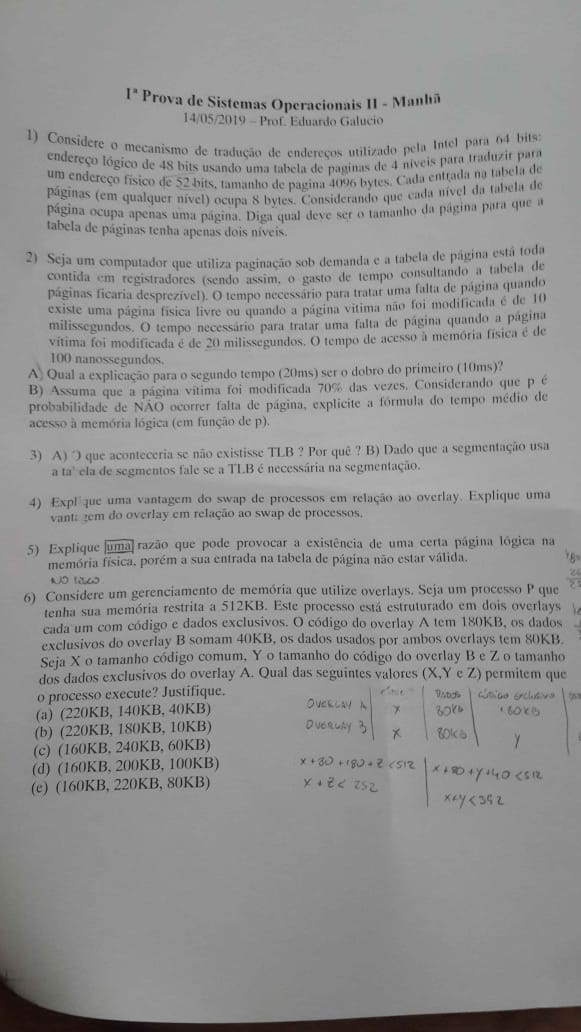 1ª Prova de Sistemas Operacionais II - Manhã
14/05/2019 – Prof. Eduardo Galucio
1) Considere o mecanismo de tradução de endereços utilizado pela Intel para 64 bits:
endereço lógico de 48 bits usando uma tabela de paginas de 4 níveis para traduzir para
um endereço físico de 52 bits, tamanho de pagina 4096 bytes. Cada entrada na tabela de
páginas (em qualquer nível) ocupa 8 bytes. Considerando que cada nível da tabela de
página ocupa apenas uma página. Diga qual deve ser o tamanho da página para que a
tabela de páginas tenha apenas dois níveis.
2) Seja um computador que utiliza paginação sob demanda e a tabela de página está toda
contida em registradores (sendo assim, o gasto de tempo consultando a tabela de
páginas ficaria desprezível). O tempo necessário para tratar uma falta de página quando
existe uma página física livre ou quando a página vitima não foi modificada é de 10
milissegundos. O tempo necessário para tratar uma falta de página quando a página
vítima foi modificada é de 20 milissegundos. O tempo de acesso à memória física é de
100 nanossegundos.
A) Qual a explicação para o segundo tempo (20ms) ser o dobro do primeiro (10ms)?
B) Assuma que a página vítima foi modificada 70% das vezes. Considerando que p é
probabilidade de NÃO ocorrer falta de página, explicite a fórmula do tempo médio de
acesso à memória lógica (em função de p).
3) A) O que aconteceria se não existisse TLB ? Por quê ? B) Dado que a segmentação usa
a ta ela de segmentos fale se a TLB é necessária na segmentação.
4) Expl que uma vantagem do swap de processos em relação ao overlay. Explique uma
vant gem do overlay em relação ao swap de processos.
5) Explique uma razão que pode provocar a existência de uma certa página lógica na
memória física, porém a sua entrada na tabela de página não estar válida.
NO
6) Considere um gerenciamento de memória que utilize overlays. Seja um processo P que
tenha sua memória restrita a 512KB. Este processo está estruturado em dois overlays
cada um com código e dados exclusivos. O código do overlay A tem 180KB, os dados
exclusivos do overlay B somam 40KB, os dados usados por ambos overlays tem 80KB.
Seja X o tamanho código comum, Y o tamanho do código do overlay B e Z o tamanho
dos dados exclusivos do overlay A. Qual das seguintes valores (X,Y e Z) permitem que
o processo execute? Justifique.
(a) (220KB, 140KB, 40KB)
(b) (220KB, 180KB, 10KB)
(c) (160KB, 240KB, 60KB)
(d) (160KB, 200KB, 100KB)
(e) (160KB, 220KB, 80KB)
DADOS CÓDIGO EXCLUSIVO
OVERLAY A X 80KB 180KB
OVERLAY B X 80KB Y
X+80+180+Z<512 X+80+Y+40<512
X+Z<252
X+Y<392